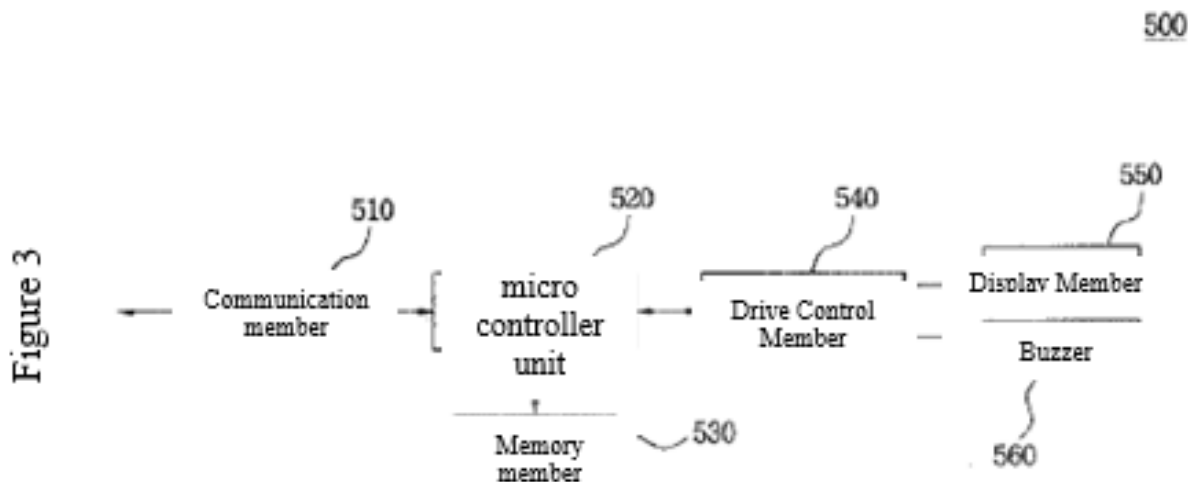 500
550
510
520
540
Figure 3
Communication
member
micro
controller
unit
Drive Control
Member
Display Member
Buzzer
Memory
member
530
560